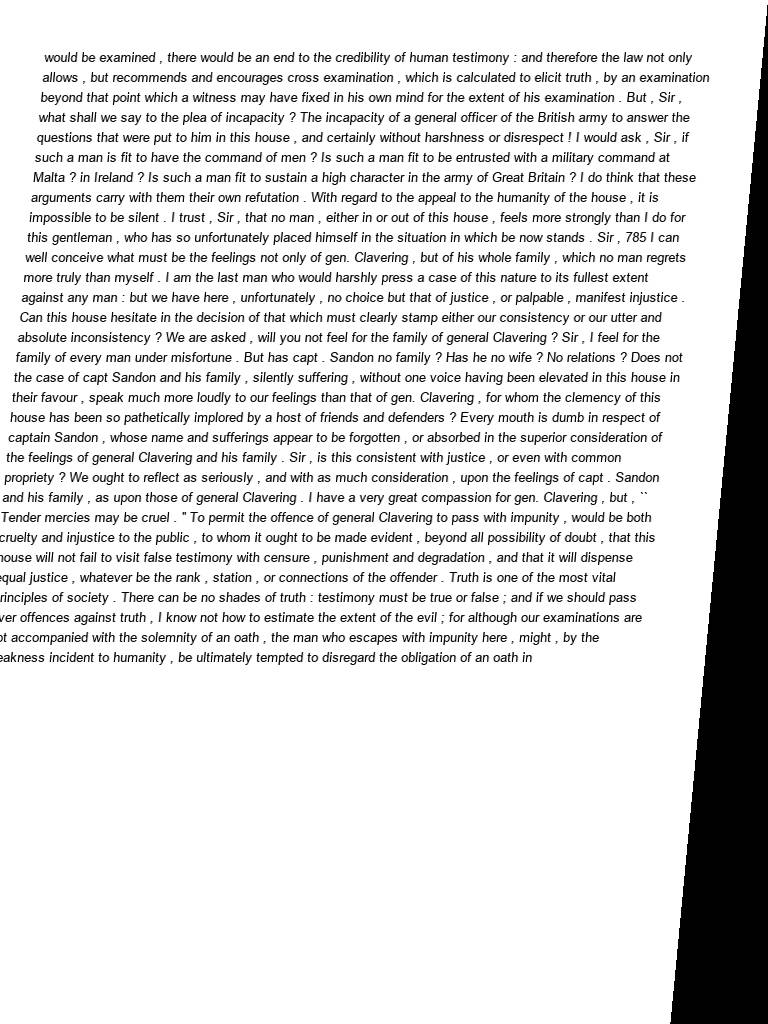 would be examined , there would be an end to the credibility of human testimony : and therefore the law not only
allows , but recommends and encourages cross examination , which is calculated to elicit truth , by an examination
beyond that point which a witness may have fixed in his own mind for the extent of his examination . But , Sir ,
what shall we say to the plea of incapacity ? The incapacity of a general officer of the British army to answer the
questions that were put to him in this house , and certainly without harshness or disrespect ! I would ask , Sir , if
such a man is fit to have the command of men ? Is such a man fit to be entrusted with a military command at
Malta ? in Ireland ? Is such a man fit to sustain a high character in the army of Great Britain ? I do think that these
arguments carry with them their own refutation . With regard to the appeal to the humanity of the house , it is
impossible to be silent . I trust , Sir , that no man , either in or out of this house , feels more strongly than I do for
this gentleman , who has so unfortunately placed himself in the situation in which be now stands . Sir , 785 I can
well conceive what must be the feelings not only of gen. Clavering , but of his whole family , which no man regrets
more truly than myself . I am the last man who would harshly press a case of this nature to its fullest extent
against any man : but we have here , unfortunately , no choice but that of justice , or palpable , manifest injustice .
Can this house hesitate in the decision of that which must clearly stamp either our consistency or our utter and
absolute inconsistency ? We are asked , will you not feel for the family of general Clavering ? Sir , I feel for the
family of every man under misfortune . But has capt . Sandon no family ? Has he no wife ? No relations ? Does not
the case of capt Sandon and his family , silently suffering , without one voice having been elevated in this house in
their favour , speak much more loudly to our feelings than that of gen. Clavering , for whom the clemency of this
house has been so pathetically implored by a host of friends and defenders ? Every mouth is dumb in respect of
captain Sandon , whose name and sufferings appear to be forgotten , or absorbed in the superior consideration of
the feelings of general Clavering and his family . Sir , is this consistent with justice , or even with common
propriety ? We ought to reflect as seriously , and with as much consideration , upon the feelings of capt . Sandon
and his family , as upon those of general Clavering . I have a very great compassion for gen. Clavering , but , ``
Tender mercies may be cruel . " To permit the offence of general Clavering to pass with impunity , would be both
cruelty and injustice to the public , to whom it ought to be made evident , beyond all possibility of doubt , that this
house will not fail to visit false testimony with censure , punishment and degradation , and that it will dispense
equal justice , whatever be the rank , station , or connections of the offender . Truth is one of the most vital
rinciples of society . There can be no shades of truth : testimony must be true or false ; and if we should pass
ver offences against truth , I know not how to estimate the extent of the evil ; for although our examinations are
ot accompanied with the solemnity of an oath , the man who escapes with impunity here , might , by the
eakness incident to humanity , be ultimately tempted to disregard the obligation of an oath in